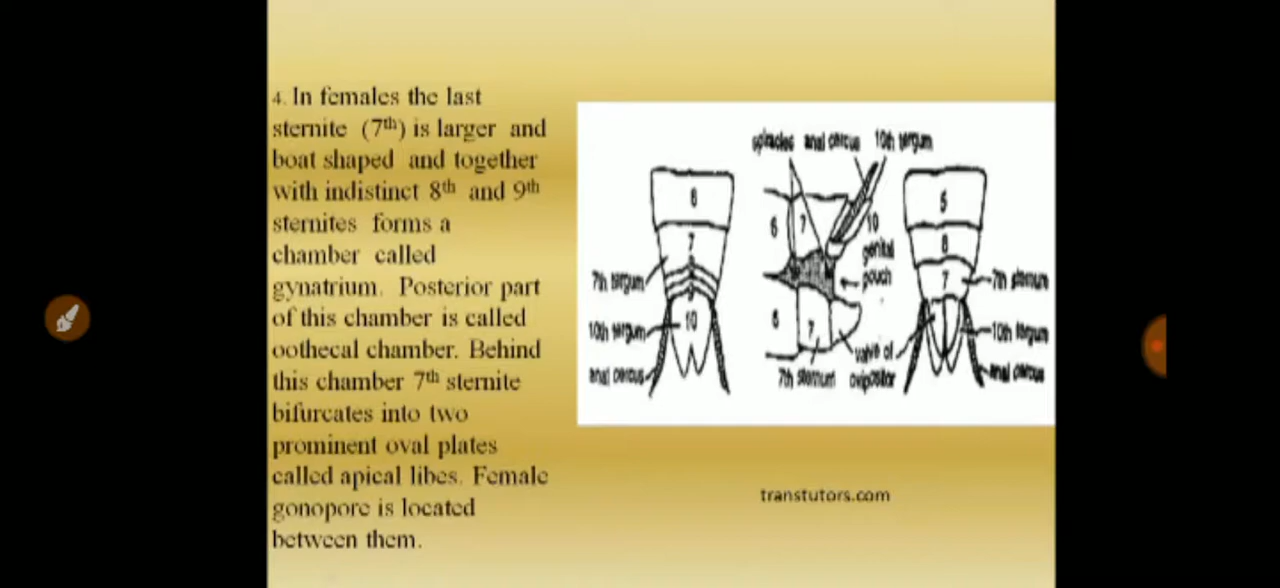 4. In females the last
sternite (7th) is larger and
boat shaped and together
with indistinct 8th and 9th
sternites forms a
chamber called
gynatrium. Posterior part
of this chamber is called
oothecal chamber. Behind
this chamber 7th sternite
bifurcates into two
prominent oval plates
called apical libes. Female
gonopore is located
between them.
spiracles anal cercus 10th tergum
6
7
7th tergum
10th tergum
10
anal cercus
6 7 10
genital
pouch
6 7
7th sternum
valve of
ovipositor
5
6
7
7th sternum
10th tergum
anal cercus
transtutors.com